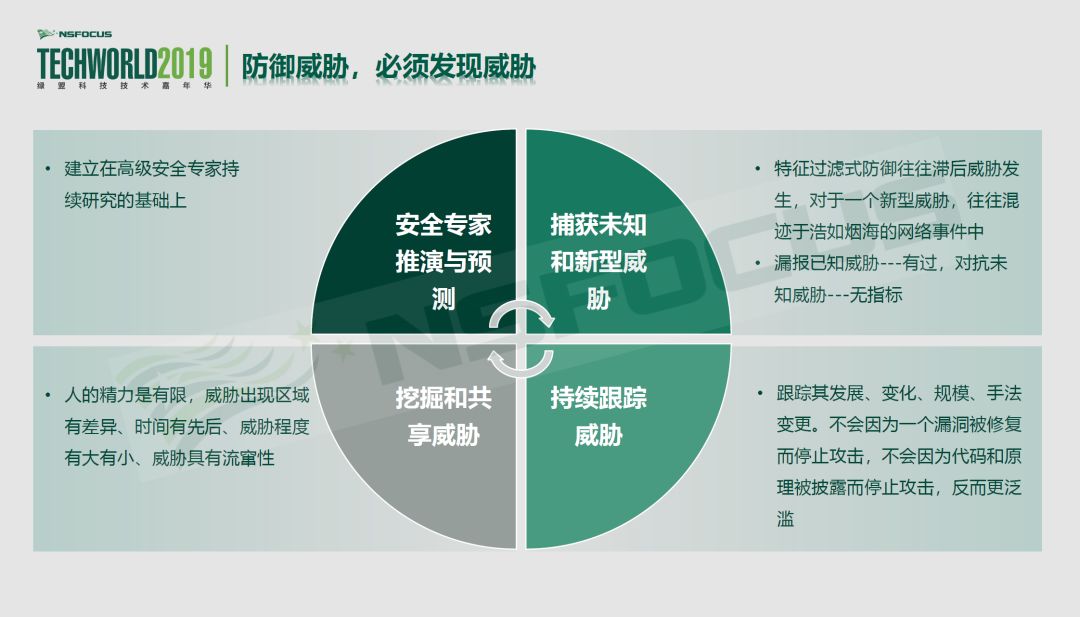 NSFOCUS
TECHWORLD2019
绿盟科技技术嘉年华
防御威胁，必须发现威胁
• 建立在高级安全专家持
续研究的基础上
安全专家
推演与预
测
捕获未知
和新型威
胁
• 特征过滤式防御往往滞后威胁发
生，对于一个新型威胁，往往混
迹于浩如烟海的网络事件中
• 漏报已知威胁---有过，对抗未
知威胁---无指标
• 人的精力是有限，威胁出现区域
有差异、时间有先后、威胁程度
有大有小、威胁具有流窜性
挖掘和共
享威胁
持续跟踪
威胁
• 跟踪其发展、变化、规模、手法
变更。不会因为一个漏洞被修复
而停止攻击，不会因为代码和原
理被披露而停止攻击，反而更泛
滥
NSFOCUS